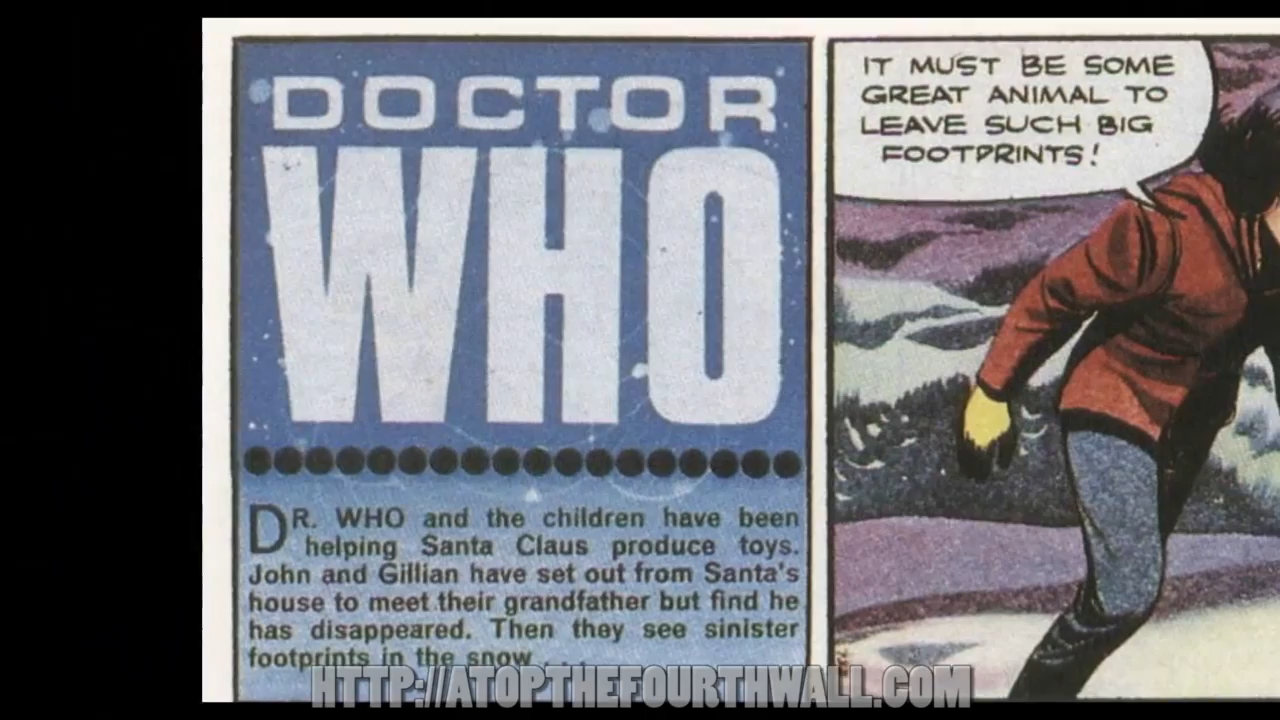 DOCTOR
WHO
DR. WHO and the children have been
helping Santa Claus produce toys.
John and Gillian have set out from Santa's
house to meet their grandfather but find he
has disappeared. Then they see sinister
footprints in the snow . . .
IT MUST BE SOME
GREAT ANIMAL TO
LEAVE SUCH BIG
FOOTPRINTS!
HTTP://ATOPTHEFOURTHWALL.COM